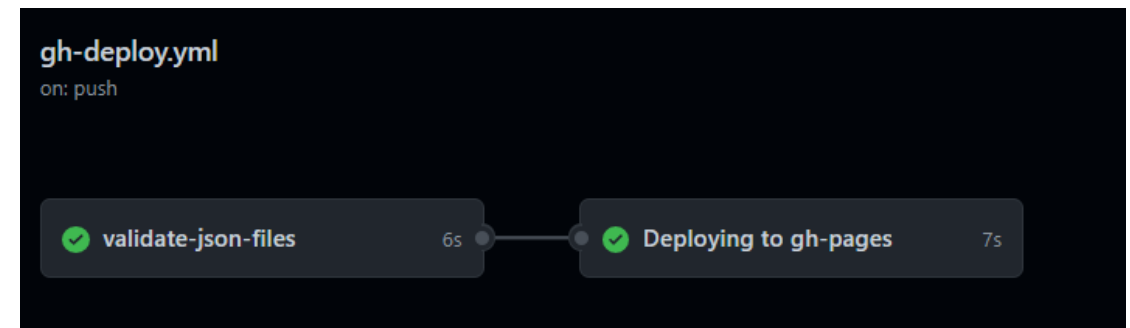 gh-deploy.yml
on: push
validate-json-files 6s
Deploying to gh-pages 7s